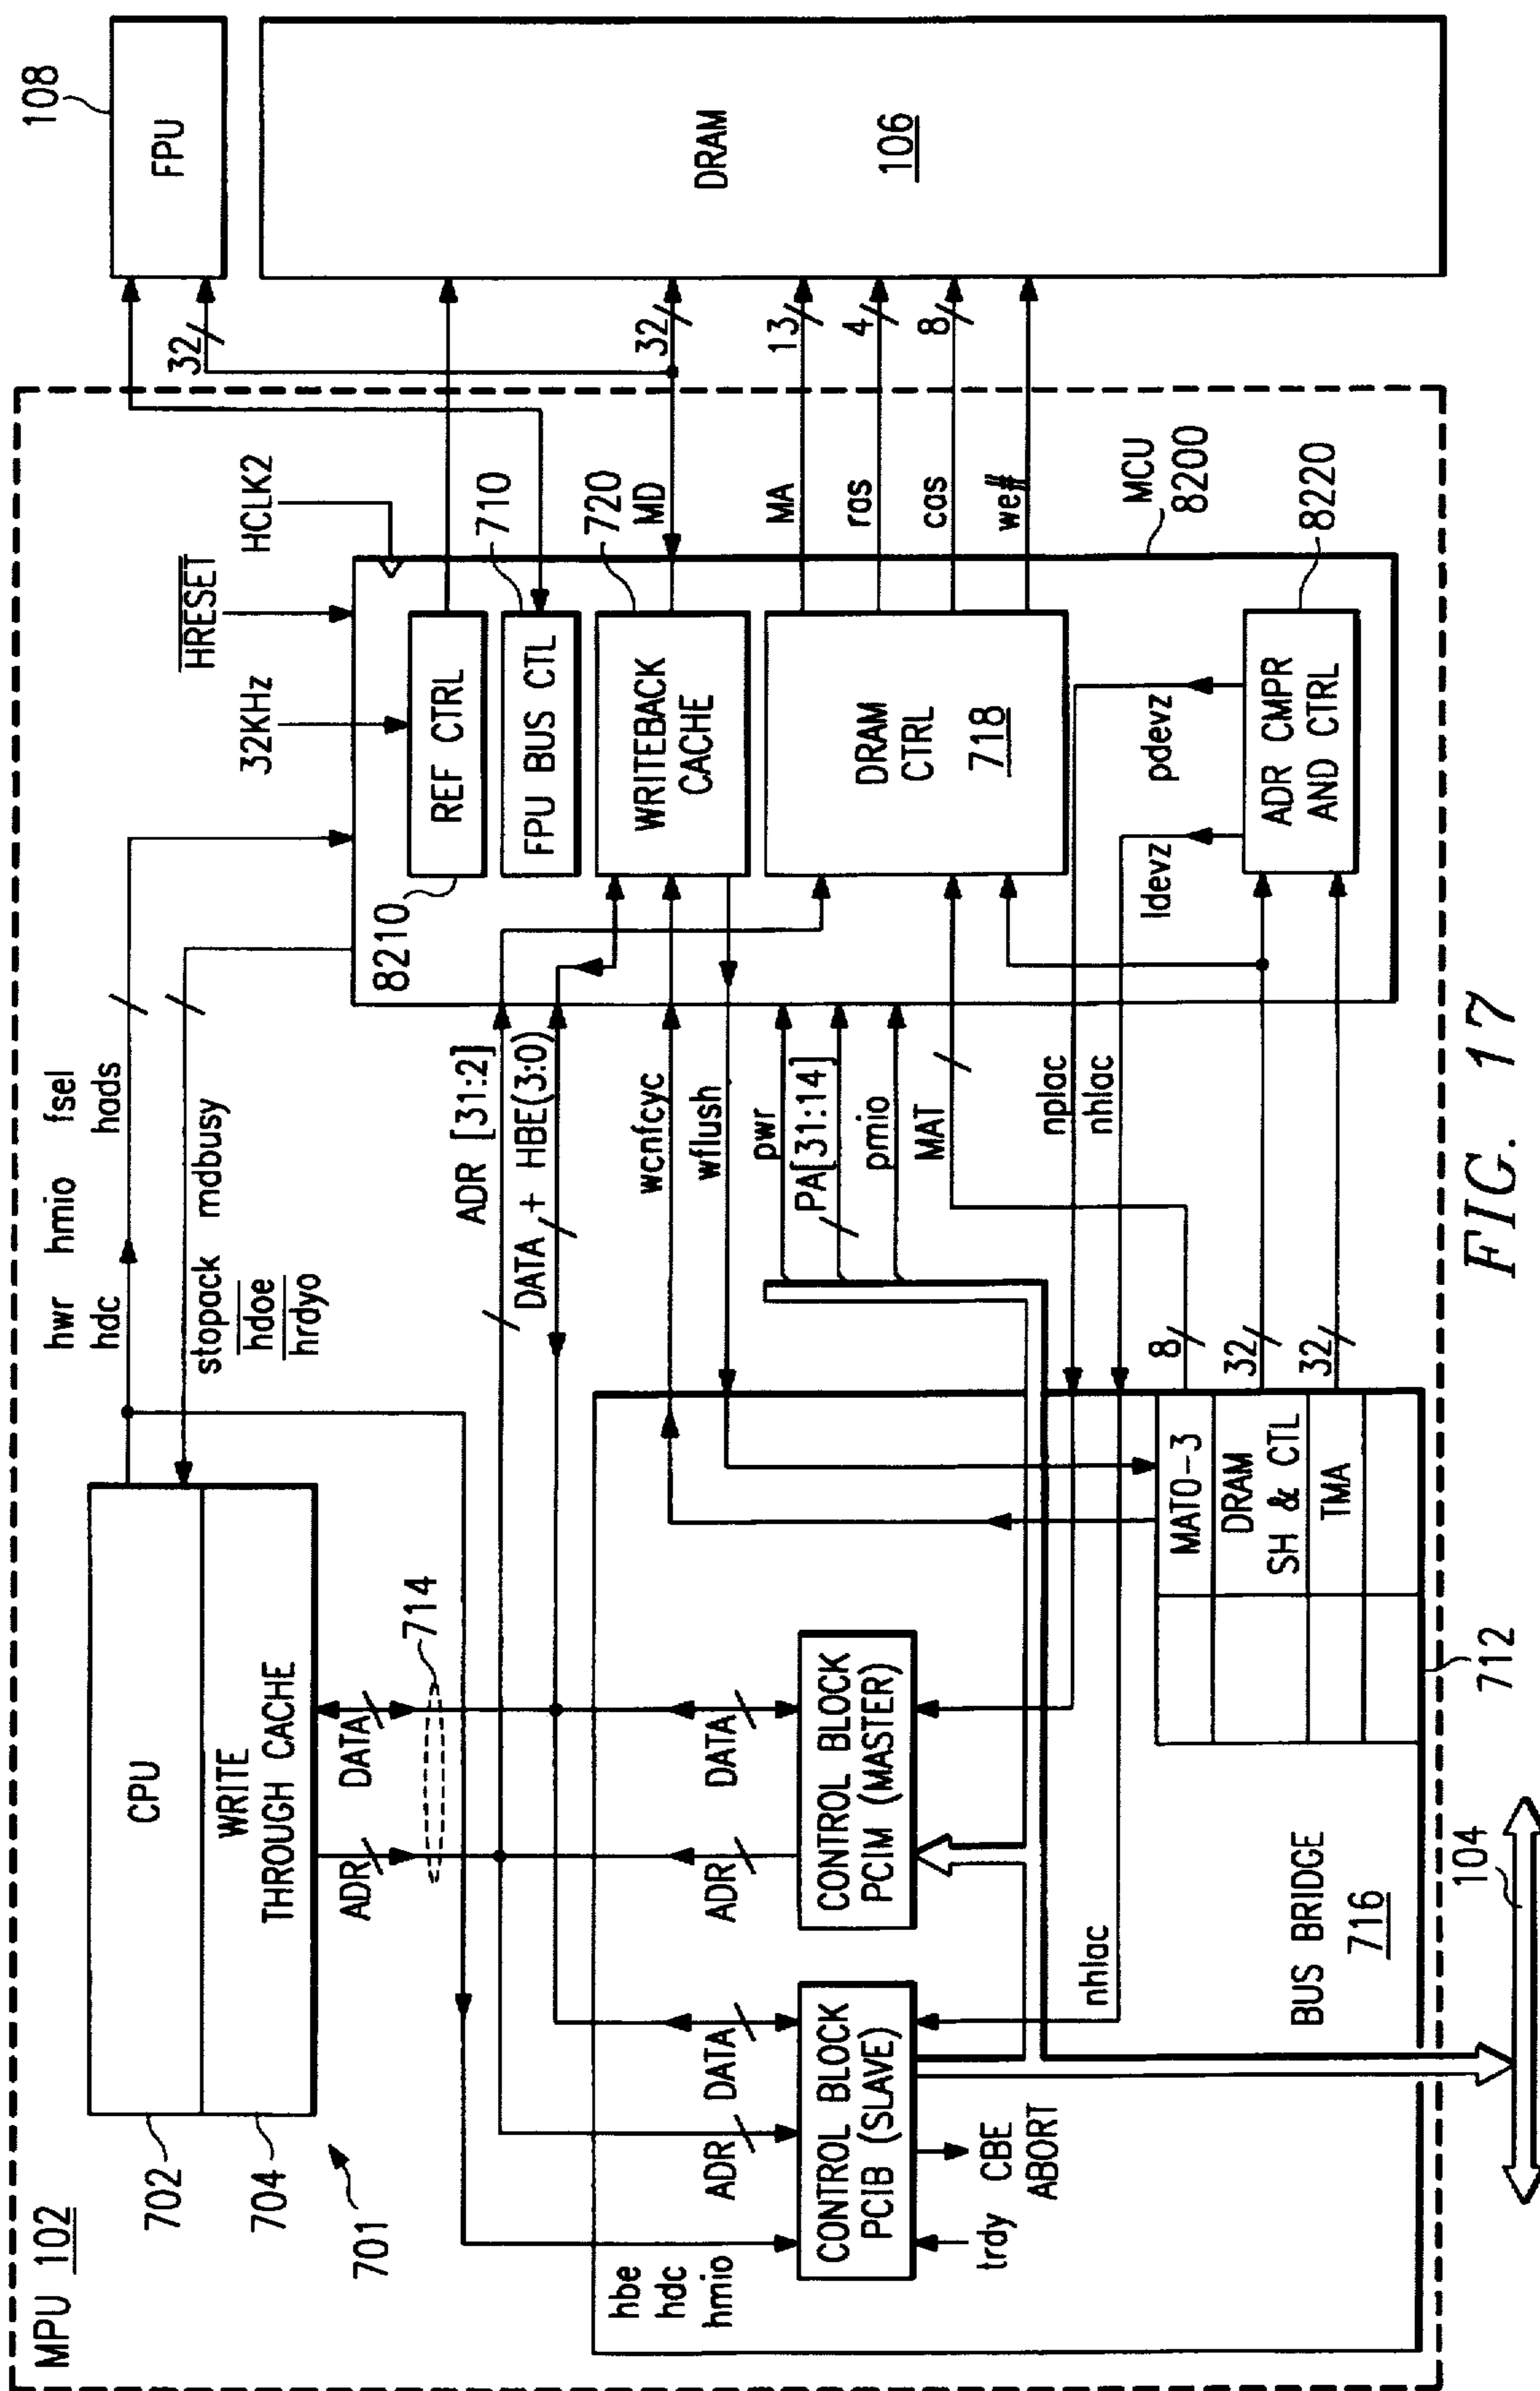 MPU 102
702
704
701
CPU
WRITE
THROUGH CACHE
hwr hmio fsel
hdc hads
stopack mdbusy
hdoe
hrdyo
32KHz
HRESET
HCLK2
108
FPU
32
DRAM
106
ADR
DATA
714
ADR [31:2]
DATA + HBE(3:0)
wcnfcyc
wflush
pwr
PA[31:14]
pmio
MAT
nplac
nhlac
8210
REF CTRL
FPU BUS CTL
710
WRITEBACK
CACHE
720
MD
32
DRAM
CTRL
718
MA
13
ras
4
cas
8
we#
MCU
8200
ldevz
pdevz
ADR CMPR
AND CTRL
8220
hbe
hdc
hmio
ADR
DATA
CONTROL BLOCK
PCIB (SLAVE)
trdy
CBE
ABORT
ADR
DATA
CONTROL BLOCK
PCIM (MASTER)
nhlac
BUS BRIDGE
716
MAT0-3
DRAM
SH & CTL
TMA
8
32
32
712
104
FIG. 17